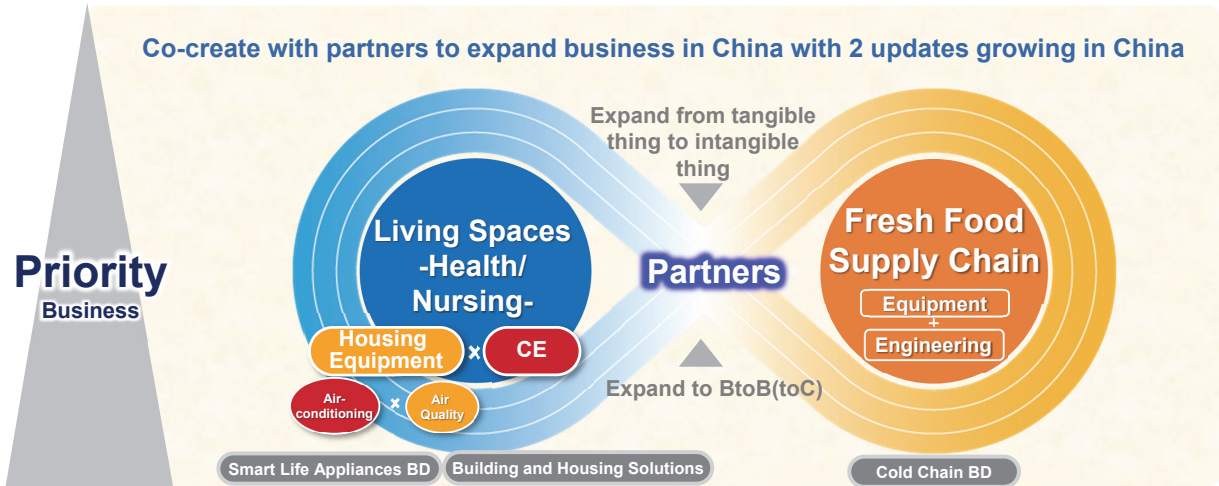 Co-create with partners to expand business in China with 2 updates growing in China
Expand from tangible
thing to intangible
thing
Priority
Business
Living Spaces
-Health/
Nursing-
Housing
Equipment
×
CE
Air-
conditioning
×
Air
Quality
Partners
Expand to BtoB(toC)
Fresh Food
Supply Chain
Equipment
+
Engineering
Smart Life Appliances BD
Building and Housing Solutions
Cold Chain BD